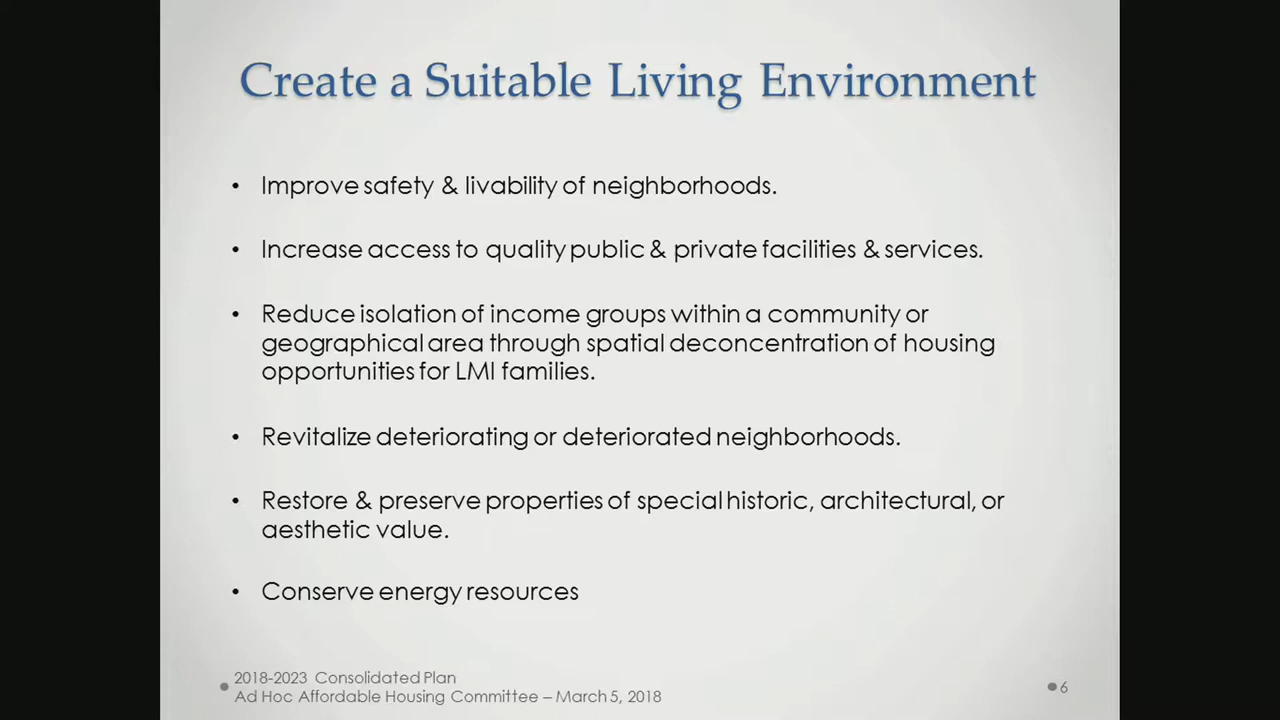 Create a Suitable Living Environment
• Improve safety & livability of neighborhoods.
• Increase access to quality public & private facilities & services.
• Reduce isolation of income groups within a community or
geographical area through spatial deconcentration of housing
opportunities for LMI families.
• Revitalize deteriorating or deteriorated neighborhoods.
• Restore & preserve properties of special historic, architectural, or
aesthetic value.
• Conserve energy resources
2018-2023 Consolidated Plan
Ad Hoc Affordable Housing Committee – March 5, 2018
6